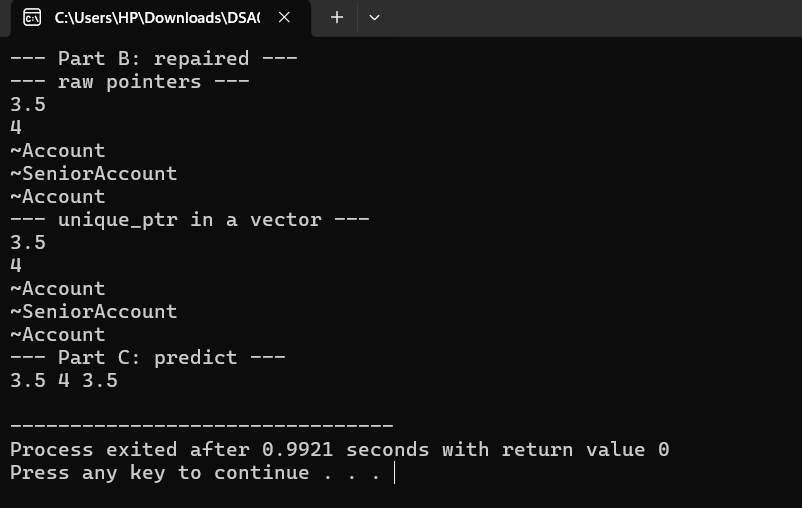 C:\Users\HP\Downloads\DSA(
--- Part B: repaired ---
--- raw pointers ---
3.5
4
~Account
~SeniorAccount
~Account
--- unique_ptr in a vector ---
3.5
4
~Account
~SeniorAccount
~Account
--- Part C: predict ---
3.5 4 3.5
--------------------------------
Process exited after 0.9921 seconds with return value 0
Press any key to continue . . .